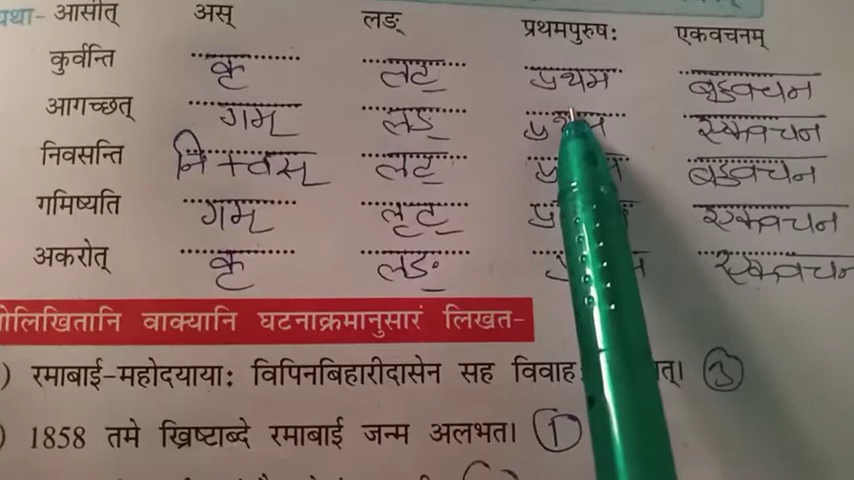 यथा- आसीत् अस् लङ् प्रथमपुरुषः एकवचनम्
कुर्वन्ति कृ लट् प्रथम बहुवचन
आगच्छत् गम् लङ् प्रथम एकवचन
निवसन्ति नि + वस् लट् बहुवचन
गमिष्यति गम् लृट् एकवचन
अकरोत् कृ लङ् एकवचन
लिखितानि वाक्यानि घटनाक्रमानुसारं लिखत-
) रमाबाई-महोदयायाः विपिनबिहारीदासेन सह विवाह त्। 3
) 1858 तमे ख्रिष्टाब्दे रमाबाई जन्म अलभत। 1